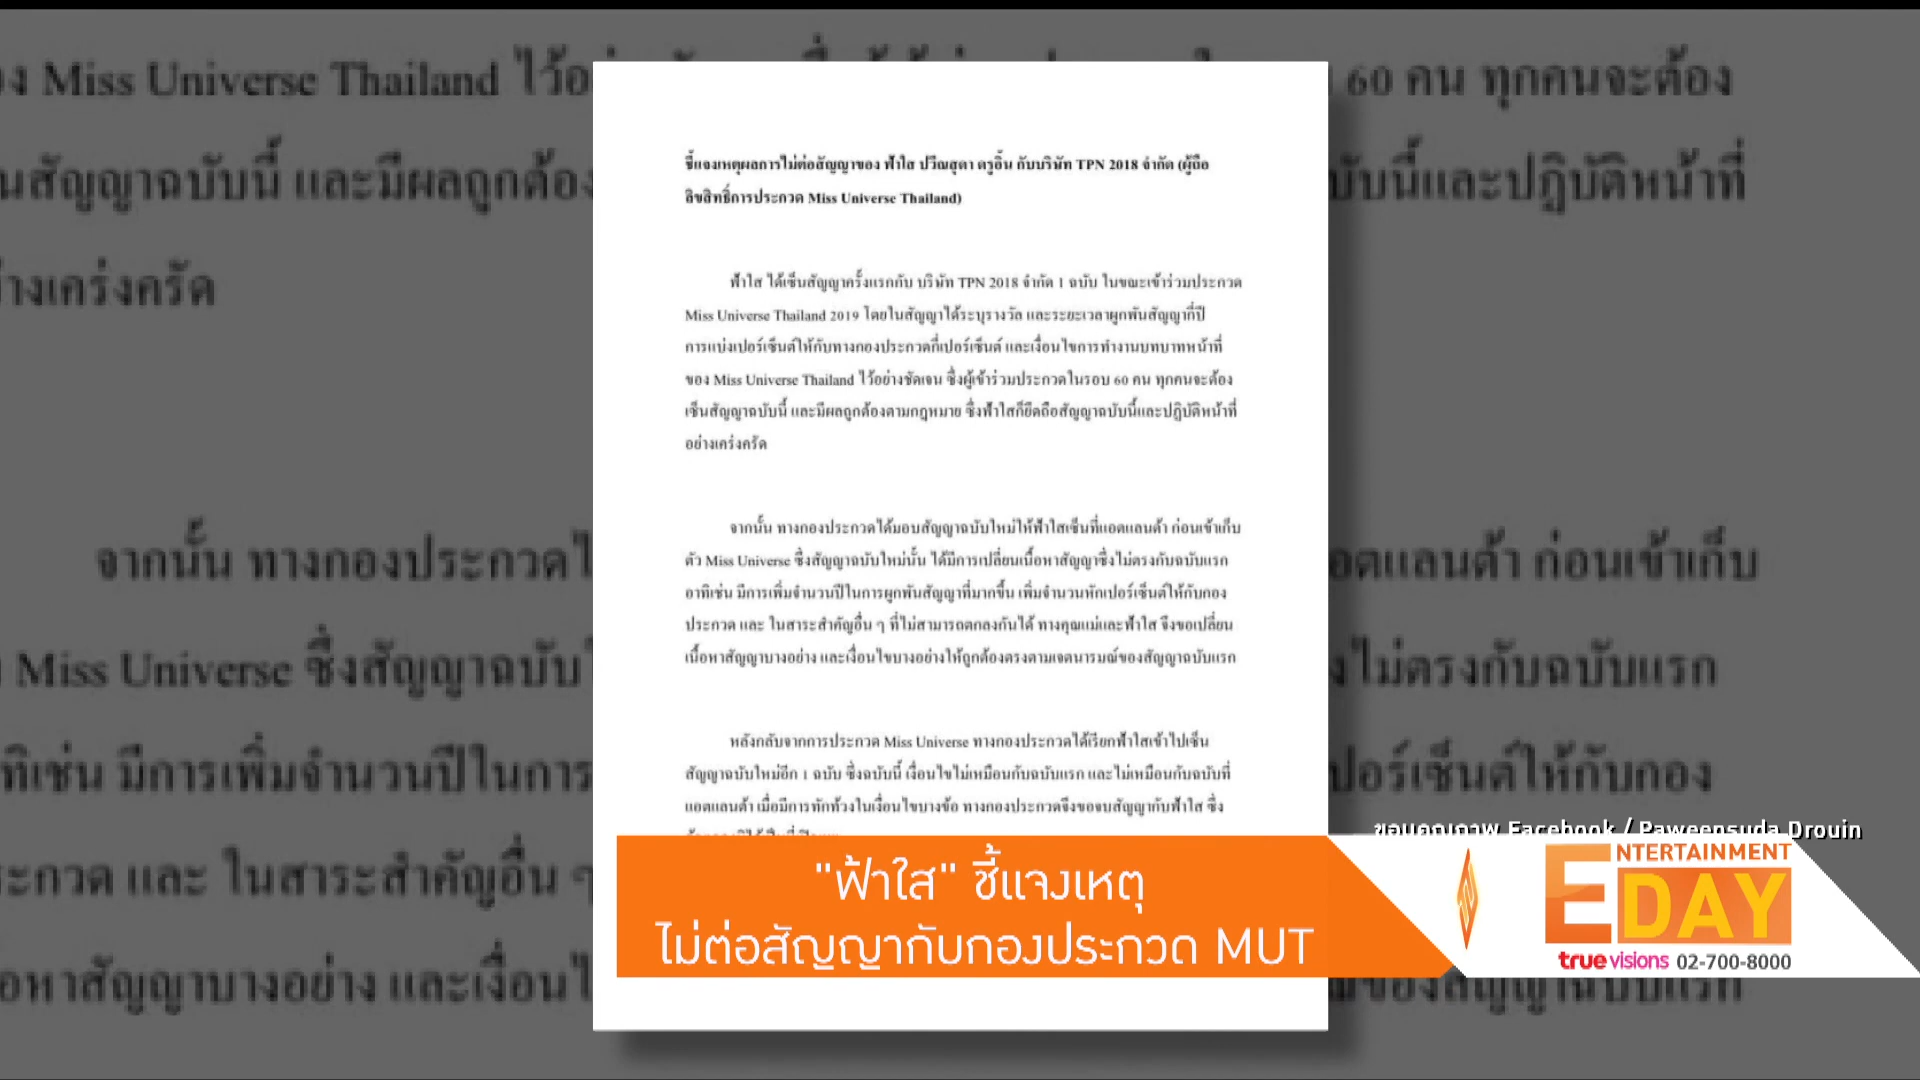 ชี้แจงเหตุผลการไม่ต่อสัญญาของ ฟ้าใส ปวีณสุดา ดรูอิ้น กับบริษัท TPN 2018 จำกัด (ผู้ถือ
ลิขสิทธิ์การประกวด Miss Universe Thailand)
ฟ้าใส ได้เซ็นสัญญาครั้งแรกกับ บริษัท TPN 2018 จำกัด 1 ฉบับ ในขณะเข้าร่วมประกวด
Miss Universe Thailand 2019 โดยในสัญญาได้ระบุรางวัล และระยะเวลาผูกพันสัญญากี่ปี
การแบ่งเปอร์เซ็นต์ให้กับทางกองประกวดกี่เปอร์เซ็นต์ และเงื่อนไขการทำงานบทบาทหน้าที่
ของ Miss Universe Thailand ไว้อย่างชัดเจน ซึ่งผู้เข้าร่วมประกวดในรอบ 60 คน ทุกคนจะต้อง
เซ็นสัญญาฉบับนี้ และมีผลถูกต้องตามกฎหมาย ซึ่งฟ้าใสก็ยึดถือสัญญาฉบับนี้และปฏิบัติหน้าที่
อย่างเคร่งครัด
จากนั้น ทางกองประกวดได้มอบสัญญาฉบับใหม่ให้ฟ้าใสเซ็นที่แอตแลนต้า ก่อนเข้าเก็บ
ตัว Miss Universe ซึ่งสัญญาฉบับใหม่นั้น ได้มีการเปลี่ยนเนื้อหาสัญญาซึ่งไม่ตรงกับฉบับแรก
อาทิเช่น มีการเพิ่มจำนวนปีในการผูกพันสัญญาที่มากขึ้น เพิ่มจำนวนหักเปอร์เซ็นต์ให้กับกอง
ประกวด และ ในสาระสำคัญอื่น ๆ ที่ไม่สามารถตกลงกันได้ ทางคุณแม่และฟ้าใส จึงขอเปลี่ยน
เนื้อหาสัญญาบางอย่าง และเงื่อนไขบางอย่างให้ถูกต้องตรงตามเจตนารมณ์ของสัญญาฉบับแรก
หลังกลับจากการประกวด Miss Universe ทางกองประกวดได้เรียกฟ้าใสเข้าไปเซ็น
สัญญาฉบับใหม่อีก 1 ฉบับ ซึ่งฉบับนี้ เงื่อนไขไม่เหมือนกับฉบับแรก และไม่เหมือนกับฉบับที่
แอตแลนต้า เมื่อมีการทักท้วงในเงื่อนไขบางข้อ ทางกองประกวดจึงขอจบสัญญากับฟ้าใส ซึ่ง
ขอบคุณภาพ Facebook / Paweensuda Drouin
"ฟ้าใส" ชี้แจงเหตุ
ไม่ต่อสัญญากับกองประกวด MUT
ENTERTAINMENT
DAY
truevisions 02-700-8000